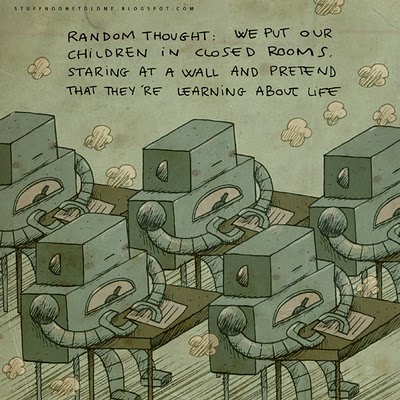 STUFFNOONETOLDME.BLOGSPOT.COM
RANDOM THOUGHT: WE PUT OUR
CHILDREN IN CLOSED ROOMS,
STARING AT A WALL AND PRETEND
THAT THEY'RE LEARNING ABOUT LIFE